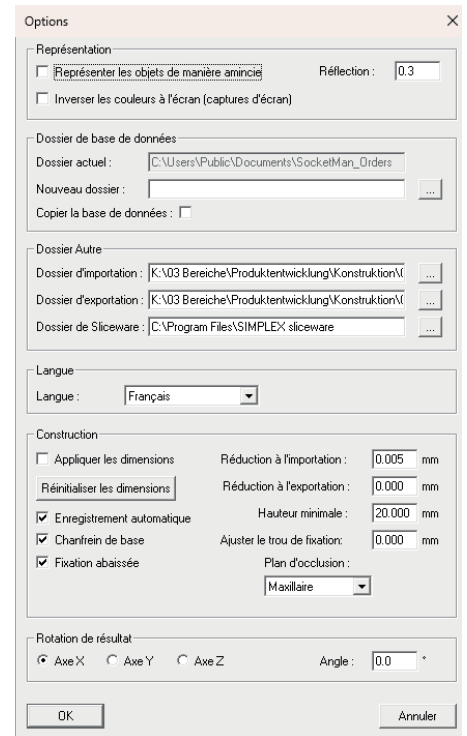 Options
Représentation
Représenter les objets de manière amincie Réflection : 0.3
Inverser les couleurs à l'écran (captures d'écran)
Dossier de base de données
Dossier actuel : C:\Users\Public\Documents\SocketMan_Orders
Nouveau dossier : ...
Copier la base de données :
Dossier Autre
Dossier d'importation : K:\03 Bereiche\Produktentwicklung\Konstruktion\( ...
Dossier d'exportation : K:\03 Bereiche\Produktentwicklung\Konstruktion\( ...
Dossier de Sliceware : C:\Program Files\SIMPLEX sliceware ...
Langue
Langue : Français
Construction
Appliquer les dimensions Réduction à l'importation : 0.005 mm
Réinitialiser les dimensions Réduction à l'exportation : 0.000 mm
Enregistrement automatique Hauteur minimale : 20.000 mm
Chanfrein de base Ajuster le trou de fixation: 0.000 mm
Fixation abaissée Plan d'occlusion :
Maxillaire
Rotation de résultat
Axe X Axe Y Axe Z Angle : 0.0 °
OK Annuler